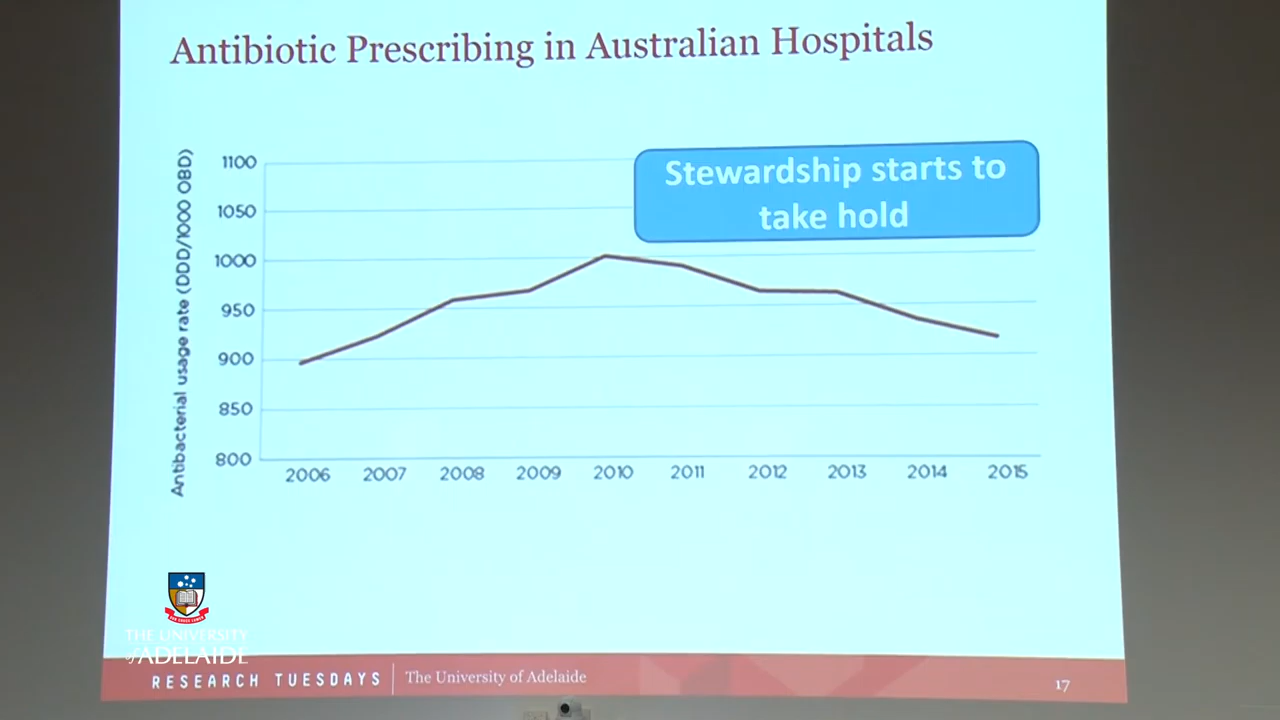 Antibiotic Prescribing in Australian Hospitals
Stewardship starts to
take hold
Antibacterial usage rate (DDD/1000 OBD)
1100
1050
1000
950
900
850
800
2006 2007 2008 2009 2010 2011 2012 2013 2014 2015
THE UNIVERSITY
of ADELAIDE
RESEARCH TUESDAYS The University of Adelaide 17